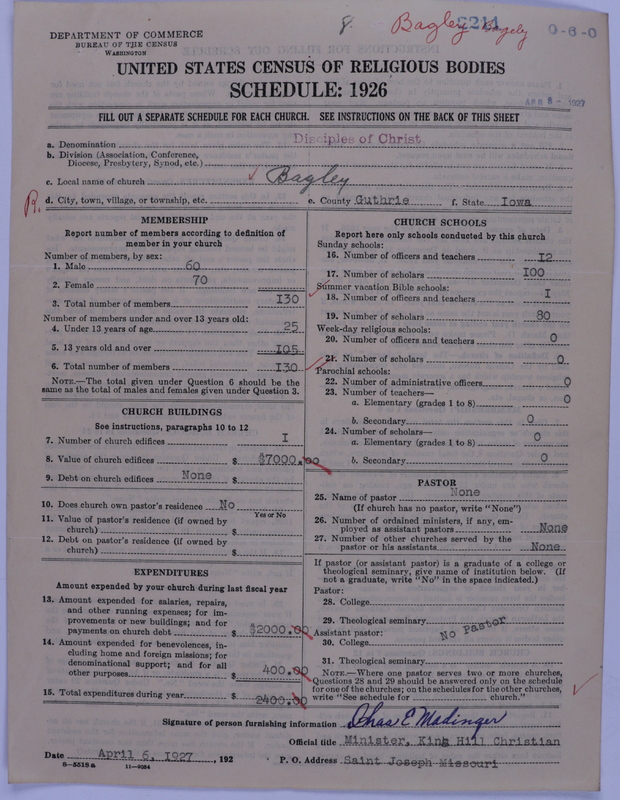 8.
Bagley
0-6-0
DEPARTMENT OF COMMERCE
BUREAU OF THE CENSUS
WASHINGTON
UNITED STATES CENSUS OF RELIGIOUS BODIES
SCHEDULE: 1926
APR 8 - 1927
FILL OUT A SEPARATE SCHEDULE FOR EACH CHURCH. SEE INSTRUCTIONS ON THE BACK OF THIS SHEET
a. Denomination Disciples of Christ
b. Division (Association, Conference,
Diocese, Presbytery, Synod, etc.)
c. Local name of church Bagley
d. City, town, village, or township, etc. e. County Guthrie f. State Iowa
MEMBERSHIP
Report number of members according to definition of
member in your church
Number of members, by sex:
1. Male 60
2. Female 70
3. Total number of members 130
Number of members under and over 13 years old:
4. Under 13 years of age 25
5. 13 years old and over 105
6. Total number of members 130
NOTE.—The total given under Question 6 should be the
same as the total of males and females given under Question 3.
CHURCH BUILDINGS
See instructions, paragraphs 10 to 12
7. Number of church edifices I
8. Value of church edifices $ $7000.00
9. Debt on church edifices None $
10. Does church own pastor's residence No
Yes or No
11. Value of pastor's residence (if owned by
church) $
12. Debt on pastor's residence (if owned by
church) $
EXPENDITURES
Amount expended by your church during last fiscal year
13. Amount expended for salaries, repairs,
and other running expenses; for im-
provements or new buildings; and for
payments on church debt $ $2000.00
14. Amount expended for benevolences, in-
cluding home and foreign missions; for
denominational support; and for all
other purposes $ 400.00
15. Total expenditures during year $ 2400.00
CHURCH SCHOOLS
Report here only schools conducted by this church
Sunday schools:
16. Number of officers and teachers I2
17. Number of scholars I00
Summer vacation Bible schools:
18. Number of officers and teachers I
19. Number of scholars 80
Week-day religious schools:
20. Number of officers and teachers 0
21. Number of scholars 0
Parochial schools:
22. Number of administrative officers 0
23. Number of teachers—
a. Elementary (grades 1 to 8) 0
b. Secondary 0
24. Number of scholars—
a. Elementary (grades 1 to 8) 0
b. Secondary 0
PASTOR
25. Name of pastor None
(If church has no pastor, write "None")
26. Number of ordained ministers, if any, em-
ployed as assistant pastors None
27. Number of other churches served by the
pastor or his assistants None
If pastor (or assistant pastor) is a graduate of a college or
theological seminary, give name of institution below. (If
not a graduate, write "No" in the space indicated.)
Pastor:
28. College
29. Theological seminary
Assistant pastor: No Pastor
30. College
31. Theological seminary
NOTE.—Where one pastor serves two or more churches,
Questions 28 and 29 should be answered only on the schedule
for one of the churches; on the schedules for the other churches,
write "See schedule for church."
Signature of person furnishing information Chas E Madinger
Official title Minister, King Hill Christian
Date April 6, 1927, 192 P. O. Address Saint Joseph Missouri
8-5518a 11-9084